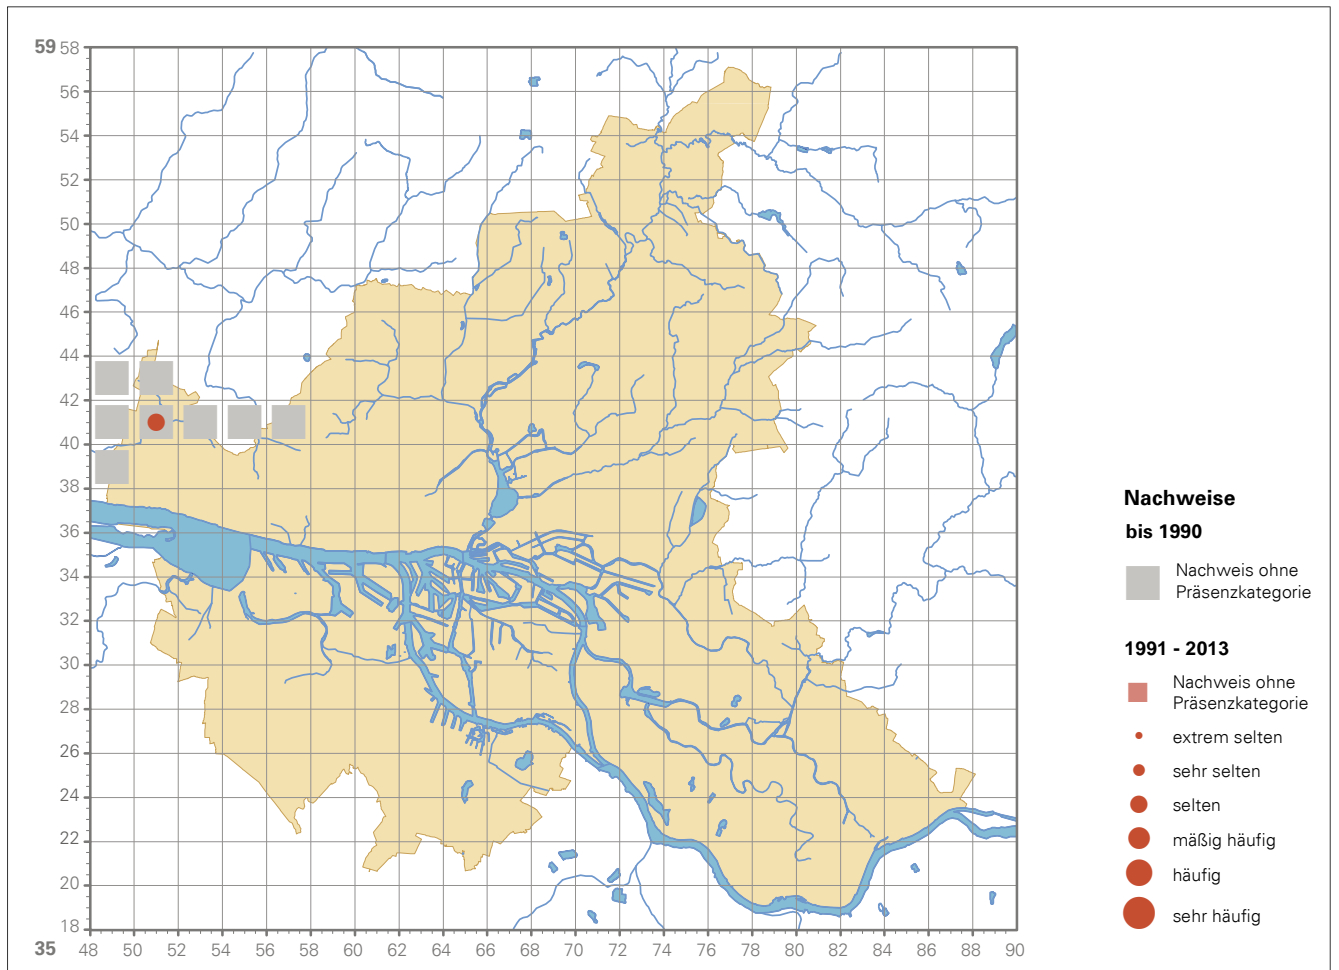 59 58
56
54
52
50
48
46
44
42
40
38
36
34
32
30
28
26
24
22
20
18
35
48 50 52 54 56 58 60 62 64 66 68 70 72 74 76 78 80 82 84 86 88 90
Nachweise
bis 1990
Nachweis ohne
Präsenzkategorie
1991 - 2013
Nachweis ohne
Präsenzkategorie
extrem selten
sehr selten
selten
mäßig häufig
häufig
sehr häufig